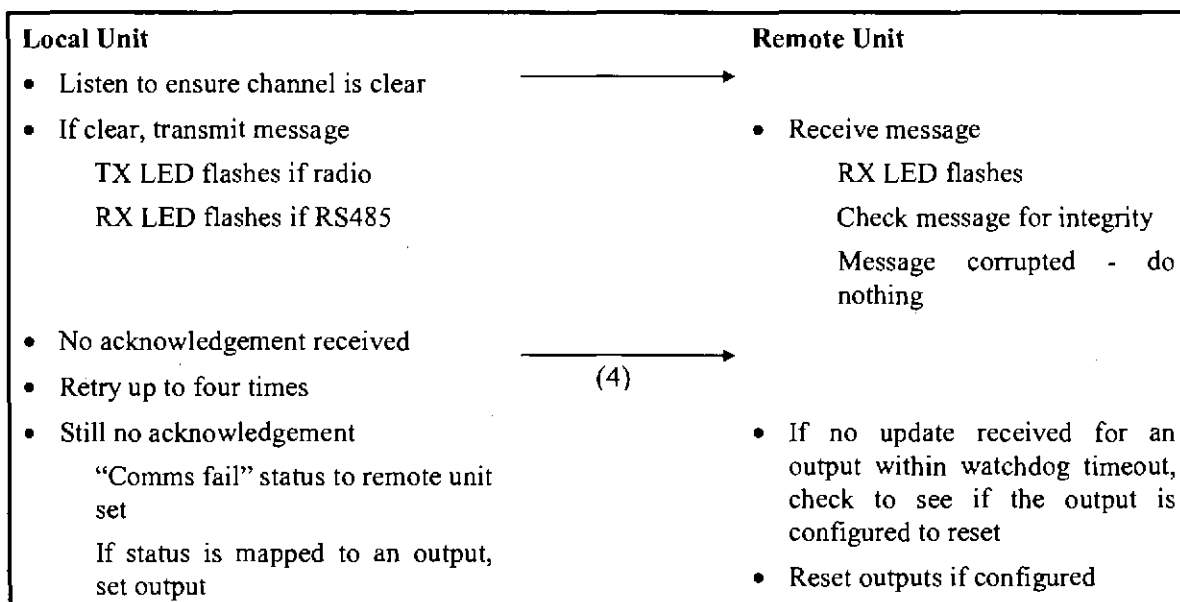 Local Unit
• Listen to ensure channel is clear
• If clear, transmit message
TX LED flashes if radio
RX LED flashes if RS485
• No acknowledgement received
• Retry up to four times
• Still no acknowledgement
“Comms fail” status to remote unit
set
If status is mapped to an output,
set output
(4)
Remote Unit
• Receive message
RX LED flashes
Check message for integrity
Message corrupted - do
nothing
• If no update received for an
output within watchdog timeout,
check to see if the output is
configured to reset
• Reset outputs if configured